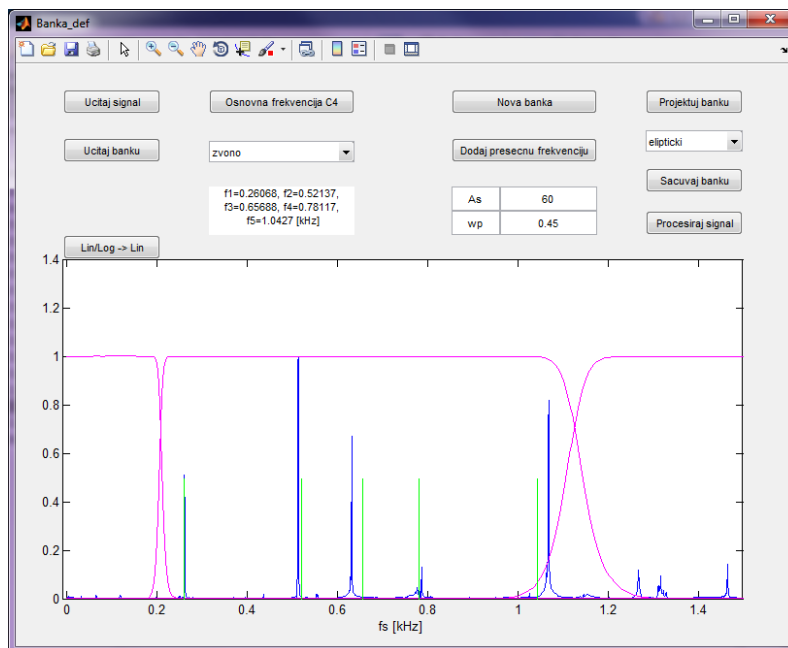 Banka_def
Ucitaj signal
Osnovna frekvencija C4
Nova banka
Projektuj banku
Ucitaj banku
zvono
Dodaj presecnu frekvenciju
elipticki
f1=0.26068, f2=0.52137,
f3=0.65688, f4=0.78117,
f5=1.0427 [kHz]
As 60
wp 0.45
Sacuvaj banku
Procesiraj signal
Lin/Log -> Lin
1.4
1.2
1
0.8
0.6
0.4
0.2
0
0 0.2 0.4 0.6 0.8 1 1.2 1.4
fs [kHz]